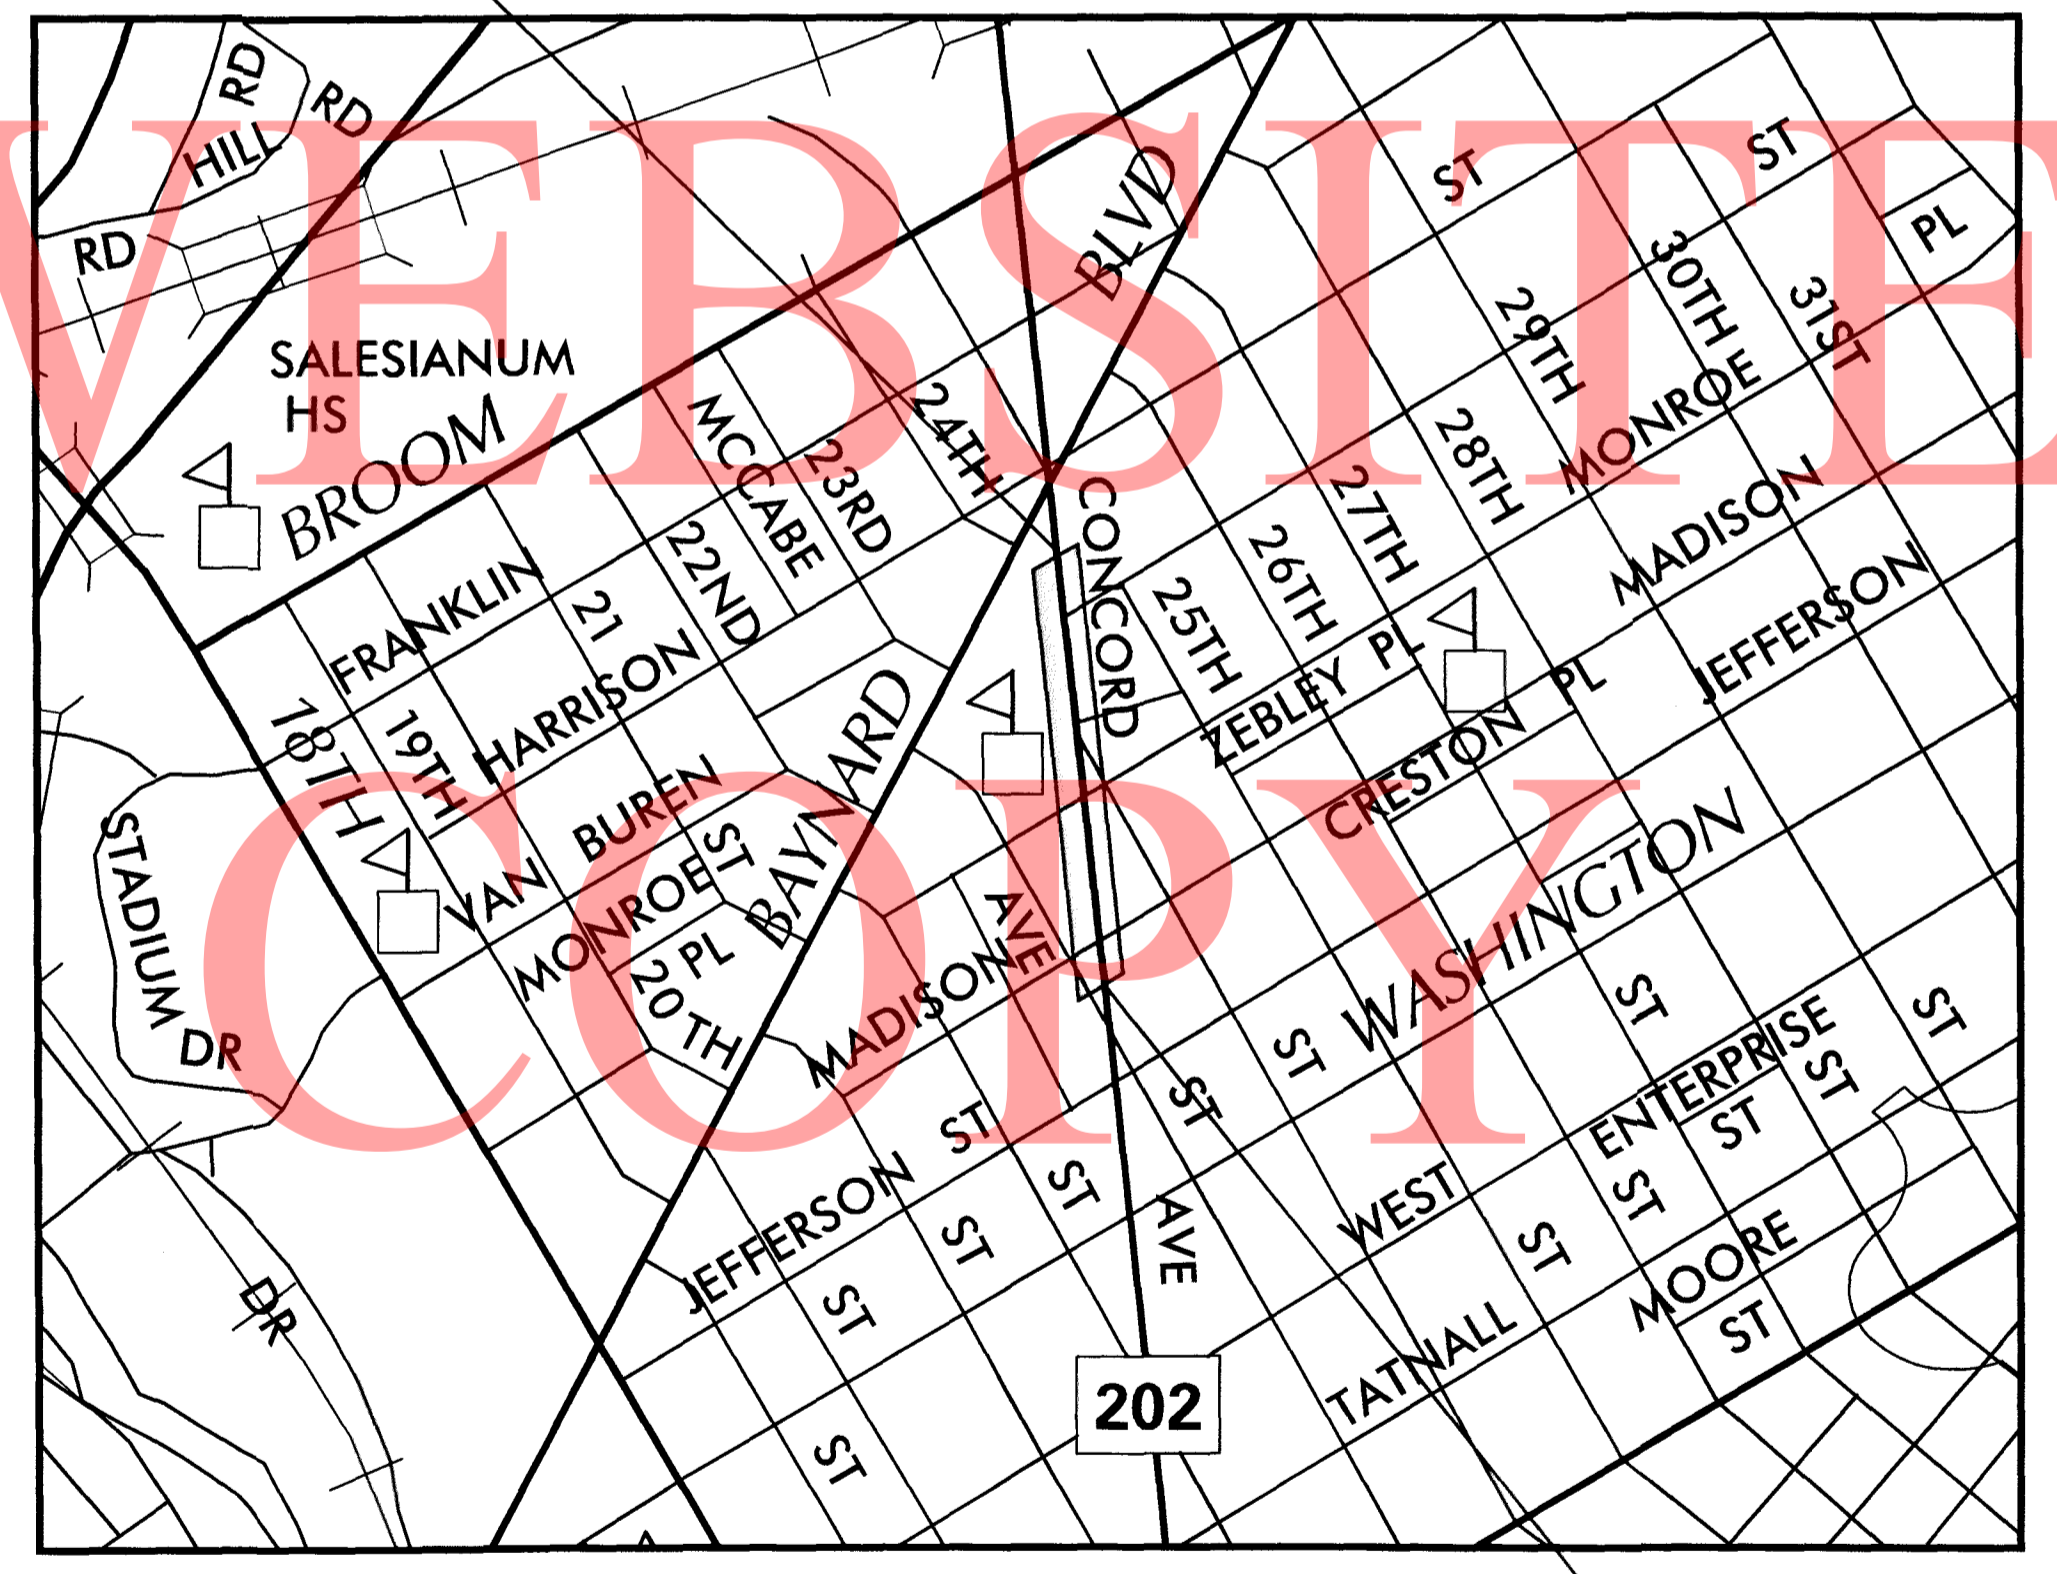 RD
RD
HILL
RD
SALESIANUM
HS
BROOM
BLVD
ST
ST
PL
30TH
31ST
29TH
MONROE
28TH
MADISON
27TH
JEFFERSON
26TH
24TH
23RD
MCCABE
22ND
CONCORD
25TH
ZEBLEY PL
CRESTON PL
FRANKLIN
21
HARRISON
18TH
19TH
VAN BUREN
ST
MONROE
PL
20TH
BAYNARD
AVE
MADISON
WASHINGTON
STADIUM
DR
ST
ST
ST
ENTERPRISE
ST
ST
ST
ST
JEFFERSON ST
ST
ST
ST
ST
AVE
WEST
ST
MOORE
ST
TATNALL
DR
202
ST
WEBSITE
COPY